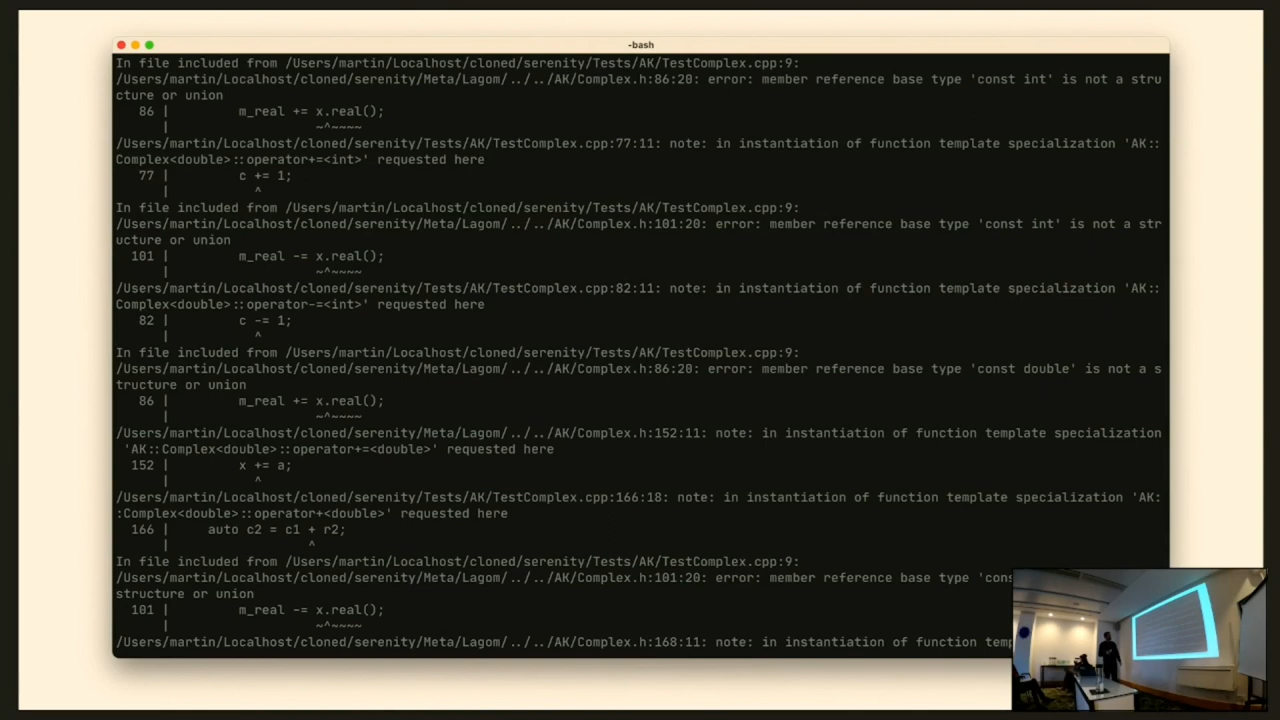 -bash
In file included from /Users/martin/Localhost/cloned/serenity/Tests/AK/TestComplex.cpp:9:
/Users/martin/Localhost/cloned/serenity/Meta/Lagom/../../AK/Complex.h:86:20: error: member reference base type 'const int' is not a stru
cture or union
86 | m_real += x.real();
| ~^~~~~
/Users/martin/Localhost/cloned/serenity/Tests/AK/TestComplex.cpp:77:11: note: in instantiation of function template specialization 'AK::
Complex<double>::operator+=<int>' requested here
77 | c += 1;
| ^
In file included from /Users/martin/Localhost/cloned/serenity/Tests/AK/TestComplex.cpp:9:
/Users/martin/Localhost/cloned/serenity/Meta/Lagom/../../AK/Complex.h:101:20: error: member reference base type 'const int' is not a str
ucture or union
101 | m_real -= x.real();
| ~^~~~~
/Users/martin/Localhost/cloned/serenity/Tests/AK/TestComplex.cpp:82:11: note: in instantiation of function template specialization 'AK::
Complex<double>::operator-=<int>' requested here
82 | c -= 1;
| ^
In file included from /Users/martin/Localhost/cloned/serenity/Tests/AK/TestComplex.cpp:9:
/Users/martin/Localhost/cloned/serenity/Meta/Lagom/../../AK/Complex.h:86:20: error: member reference base type 'const double' is not a s
tructure or union
86 | m_real += x.real();
| ~^~~~~
/Users/martin/Localhost/cloned/serenity/Meta/Lagom/../../AK/Complex.h:152:11: note: in instantiation of function template specialization
'AK::Complex<double>::operator+=<double>' requested here
152 | x += a;
| ^
/Users/martin/Localhost/cloned/serenity/Tests/AK/TestComplex.cpp:166:18: note: in instantiation of function template specialization 'AK:
:Complex<double>::operator+<double>' requested here
166 | auto c2 = c1 + r2;
| ^
In file included from /Users/martin/Localhost/cloned/serenity/Tests/AK/TestComplex.cpp:9:
/Users/martin/Localhost/cloned/serenity/Meta/Lagom/../../AK/Complex.h:101:20: error: member reference base type 'cons
structure or union
101 | m_real -= x.real();
| ~^~~~~
/Users/martin/Localhost/cloned/serenity/Meta/Lagom/../../AK/Complex.h:168:11: note: in instantiation of function tem